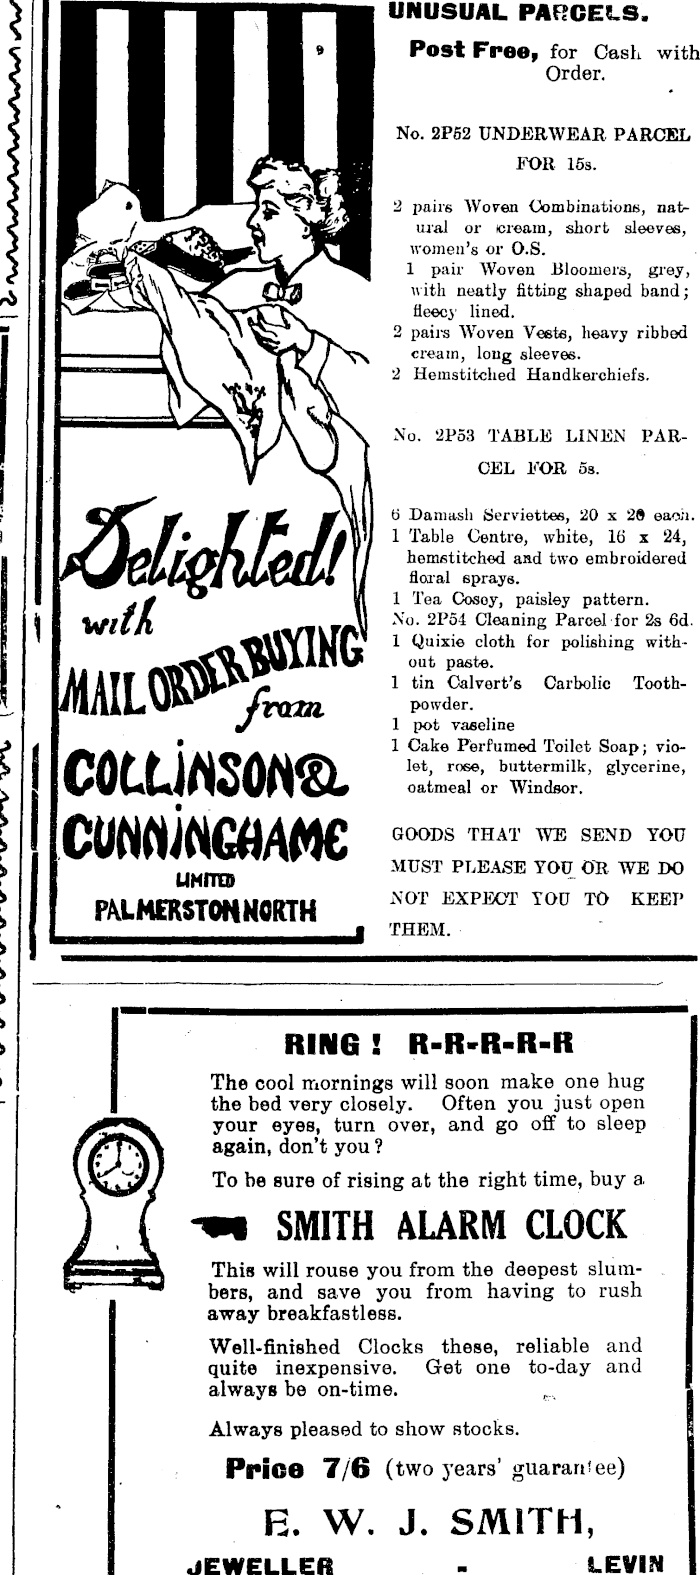 Delighted!
with
MAIL ORDER BUYING
from
COLLINSON &
CUNNINGHAME
LIMITED
PALMERSTON NORTH
UNUSUAL PARCELS.
Post Free, for Cash with
Order.
No. 2P52 UNDERWEAR PARCEL
FOR 15s.
2 pairs Woven Combinations, nat-
ural or cream, short sleeves,
women's or O.S.
1 pair Woven Bloomers, grey,
with neatly fitting shaped band;
fleecy lined.
2 pairs Woven Vests, heavy ribbed
cream, long sleeves.
2 Hemstitched Handkerchiefs.
No. 2P53 TABLE LINEN PAR-
CEL FOR 5s.
6 Damash Serviettes, 20 x 20 each.
1 Table Centre, white, 16 x 24,
hemstitched and two embroidered
floral sprays.
1 Tea Cosey, paisley pattern.
No. 2P54 Cleaning Parcel for 2s 6d.
1 Quixie cloth for polishing with-
out paste.
1 tin Calvert's Carbolic Tooth-
powder.
1 pot vaseline
1 Cake Perfumed Toilet Soap; vio-
let, rose, buttermilk, glycerine,
oatmeal or Windsor.
GOODS THAT WE SEND YOU
MUST PLEASE YOU OR WE DO
NOT EXPECT YOU TO KEEP
THEM.
RING! R-R-R-R-R
The cool mornings will soon make one hug
the bed very closely. Often you just open
your eyes, turn over, and go off to sleep
again, don't you?
To be sure of rising at the right time, buy a
SMITH ALARM CLOCK
This will rouse you from the deepest slum-
bers, and save you from having to rush
away breakfastless.
Well-finished Clocks these, reliable and
quite inexpensive. Get one to-day and
always be on-time.
Always pleased to show stocks.
Price 7/6 (two years' guarantee)
E. W. J. SMITH,
JEWELLER - LEVIN